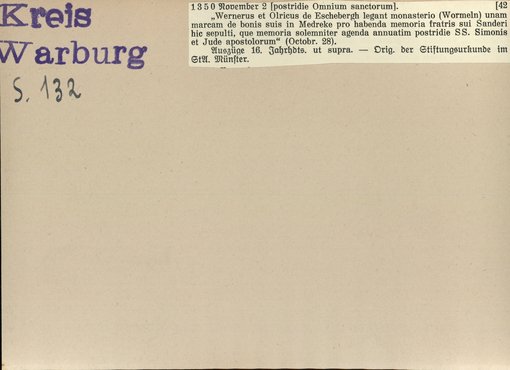 Kreis
Warburg
S. 132
1350 November 2 [postridie Omnium sanctorum]. [42
„Wernerus et Olricus de Eschebergh legant monasterio (Wormeln) unam
marcam de bonis suis in Medreke pro habenda memoria fratris sui Sanderi
hic sepulti, que memoria solemniter agenda annuatim postridie SS. Simonis
et Jude apostolorum“ (Octobr. 28).
Auszüge 16. Jahrhdts. ut supra. — Orig. der Stiftungsurkunde im
StA. Münster.